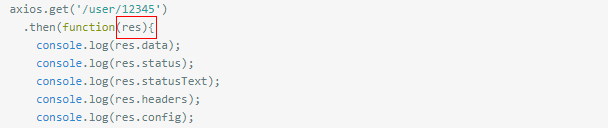 axios.get('/user/12345')
.then(function(res){
console.log(res.data);
console.log(res.status);
console.log(res.statusText);
console.log(res.headers);
console.log(res.config);